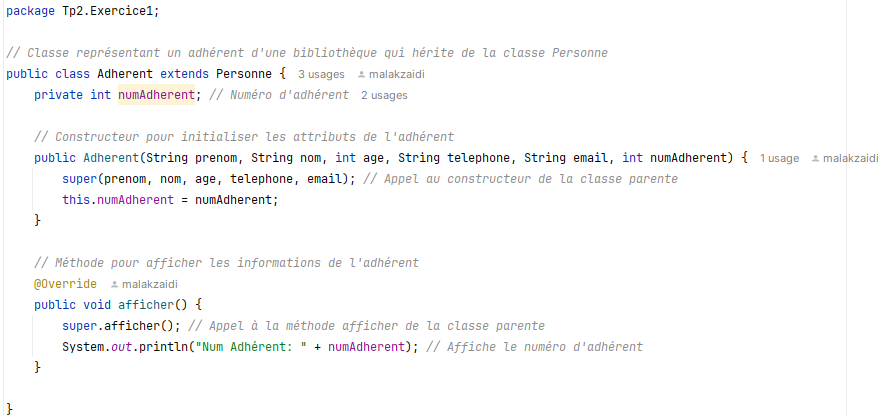 package Tp2.Exercice1;

// Classe représentant un adhérent d'une bibliothèque qui hérite de la classe Personne
public class Adherent extends Personne {  3 usages  malakzaidi
    private int numAdherent; // Numéro d'adhérent  2 usages

    // Constructeur pour initialiser les attributs de l'adhérent
    public Adherent(String prenom, String nom, int age, String telephone, String email, int numAdherent) {  1 usage  malakzaidi
        super(prenom, nom, age, telephone, email); // Appel au constructeur de la classe parente
        this.numAdherent = numAdherent;
    }

    // Méthode pour afficher les informations de l'adhérent
    @Override  malakzaidi
    public void afficher() {
        super.afficher(); // Appel à la méthode afficher de la classe parente
        System.out.println("Num Adhérent: " + numAdherent); // Affiche le numéro d'adhérent
    }

}